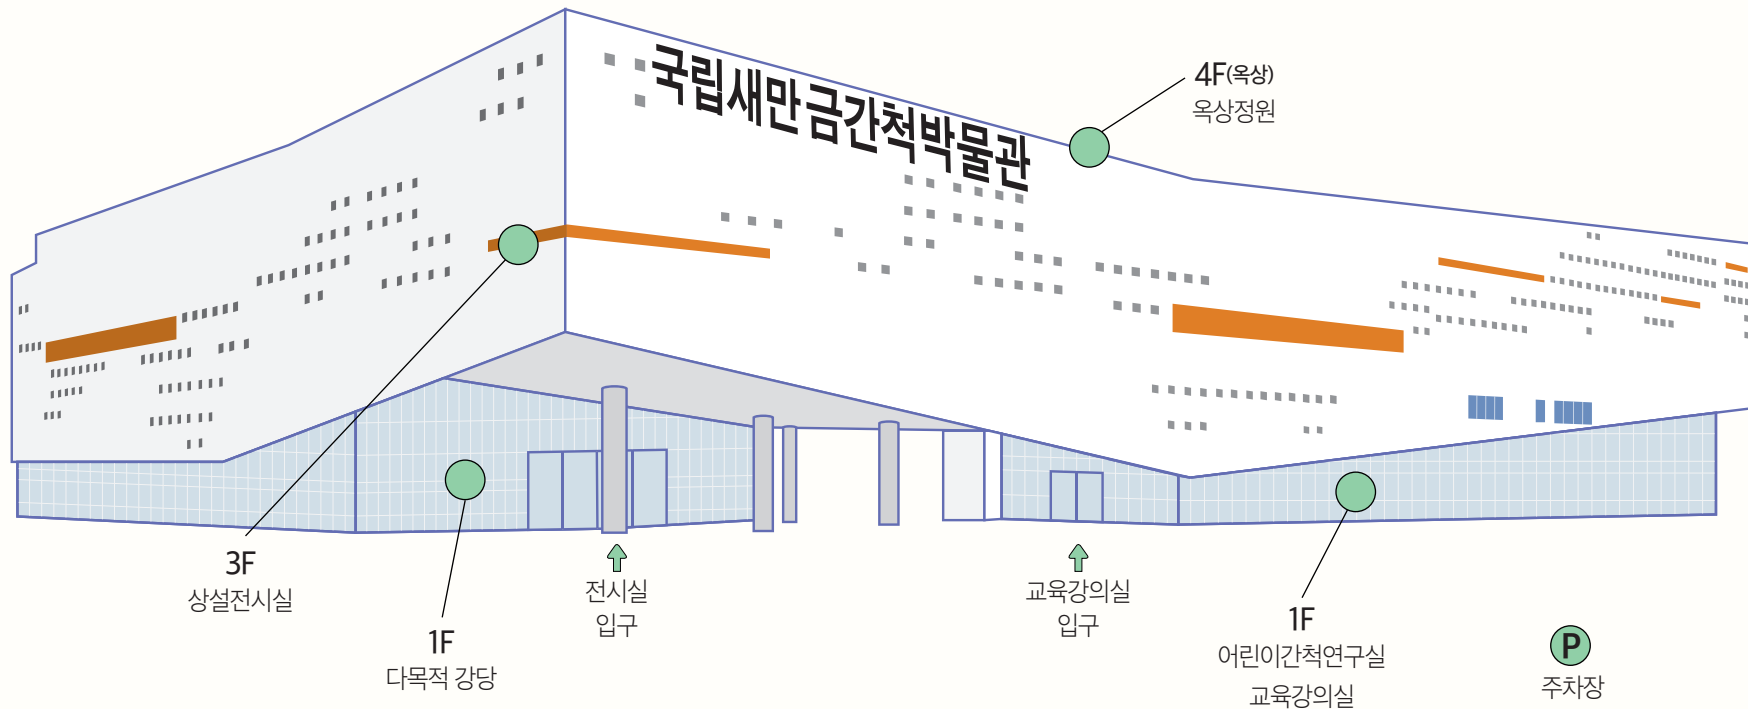 국립새만금간척박물관
4F(옥상)
옥상정원
3F
상설전시실
1F
다목적 강당
전시실
입구
교육강의실
입구
1F
어린이간척연구실
교육강의실
P
주차장